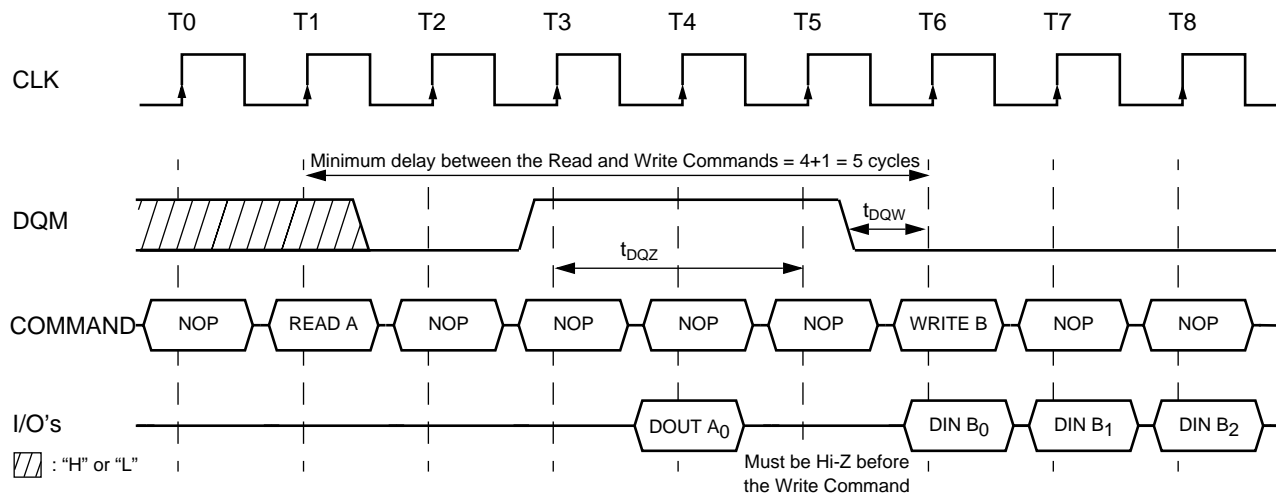 T0 T1 T2 T3 T4 T5 T6 T7 T8
CLK
Minimum delay between the Read and Write Commands = 4+1 = 5 cycles
DQM
tDQW
tDQZ
COMMAND NOP READ A NOP NOP NOP NOP WRITE B NOP NOP
I/O's DOUT A0 DIN B0 DIN B1 DIN B2
: “H” or “L”
Must be Hi-Z before
the Write Command